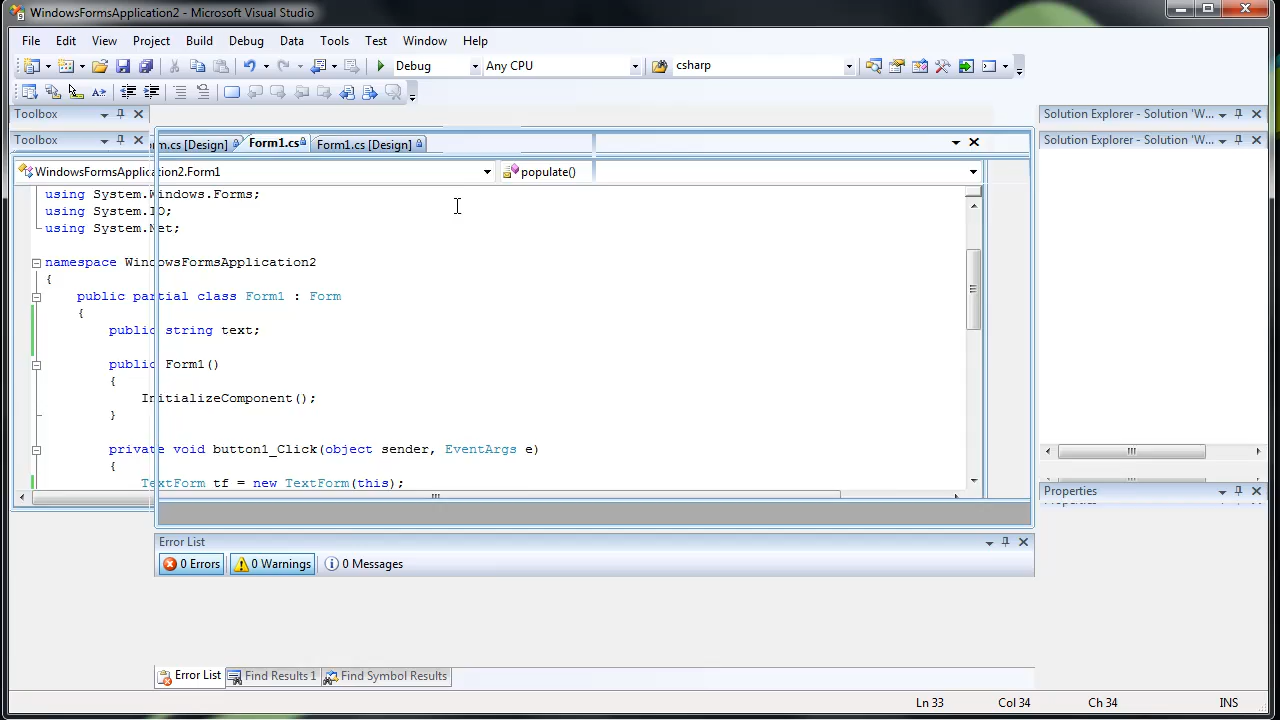 WindowsFormsApplication2 - Microsoft Visual Studio
File Edit View Project Build Debug Data Tools Test Window Help
Debug Any CPU csharp
Toolbox Solution Explorer - Solution 'W...
Toolbox m.cs [Design] Form1.cs Form1.cs [Design] Solution Explorer - Solution 'W...
WindowsFormsApplication2.Form1 populate()
using System.Windows.Forms;
using System.IO;
using System.Net;
namespace WindowsFormsApplication2
{
public partial class Form1 : Form
{
public string text;
public Form1()
{
InitializeComponent();
}
private void button1_Click(object sender, EventArgs e)
{
TextForm tf = new TextForm(this);
Properties
Properties
Error List
0 Errors 0 Warnings 0 Messages
Error List Find Results 1 Find Symbol Results
Ln 33 Col 34 Ch 34 INS